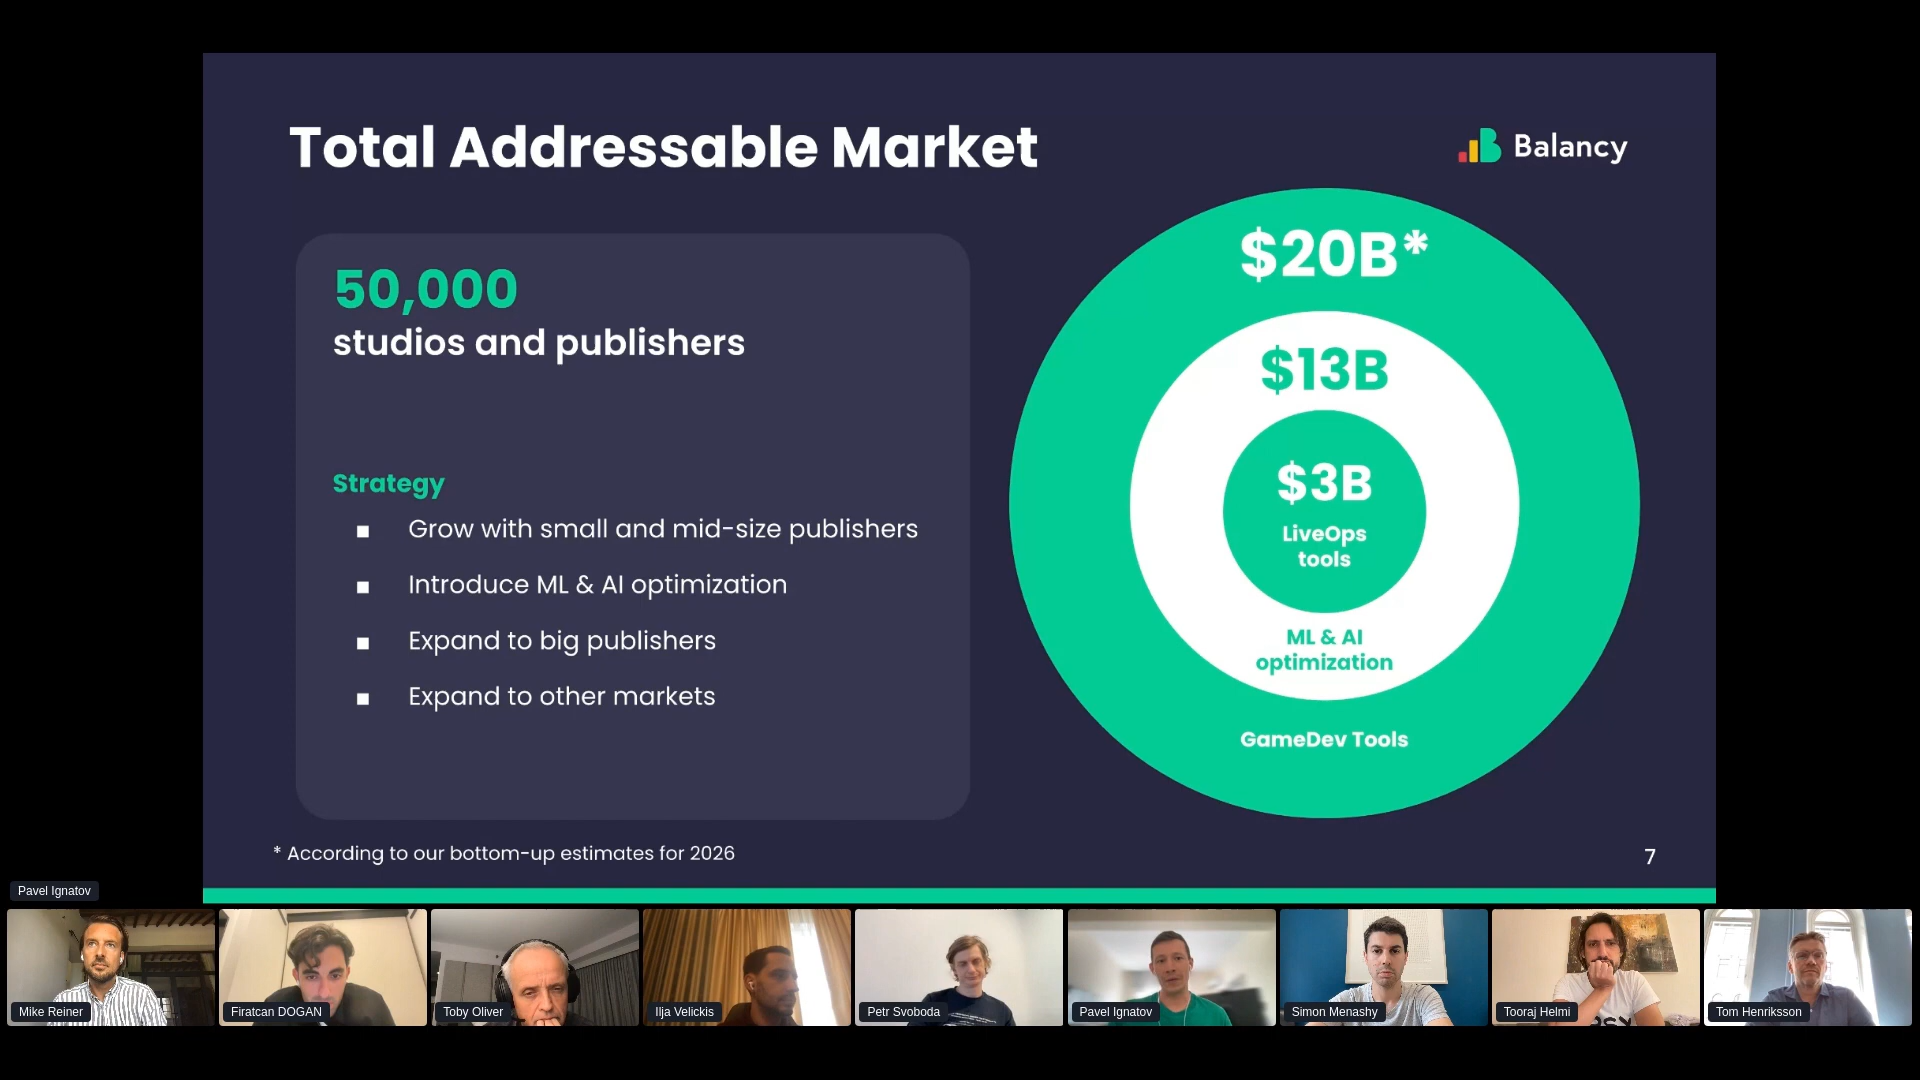 Total Addressable Market
Balancy
50,000
studios and publishers
Strategy
■ Grow with small and mid-size publishers
■ Introduce ML & AI optimization
■ Expand to big publishers
■ Expand to other markets
$20B*
$13B
$3B
LiveOps
tools
ML & AI
optimization
GameDev Tools
* According to our bottom-up estimates for 2026
7
Pavel Ignatov
Mike Reiner
Firatcan DOGAN
Toby Oliver
Ilja Velickis
Petr Svoboda
Pavel Ignatov
Simon Menashy
Tooraj Helmi
Tom Henriksson